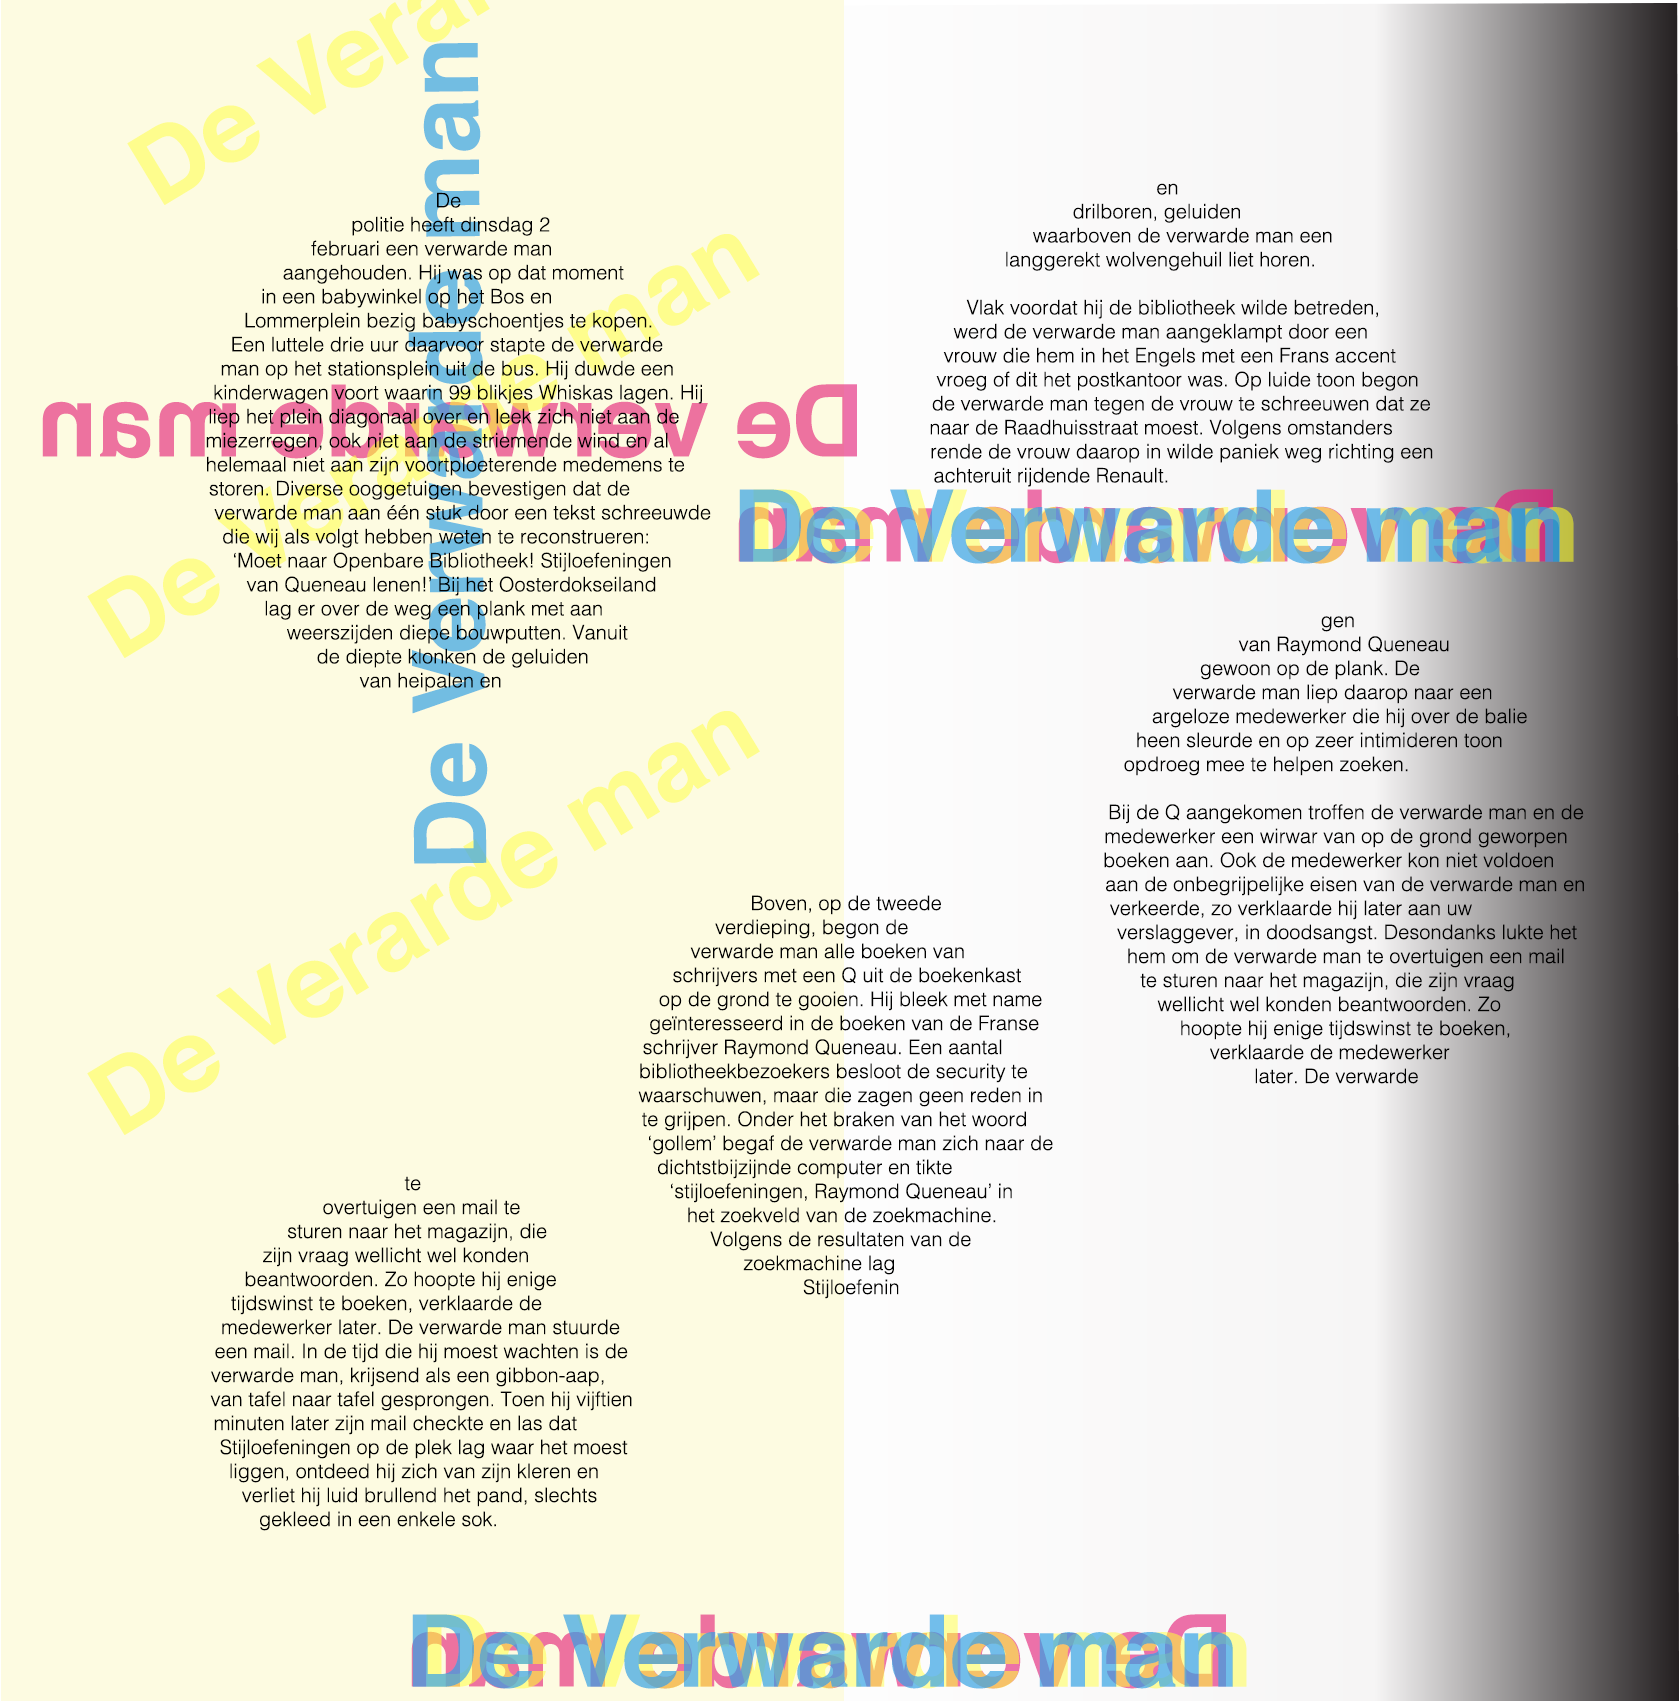 De Verar
De Verwarde man
De
politie heeft dinsdag 2
februari een verwarde man
aangehouden. Hij was op dat moment
in een babywinkel op het Bos en
Lommerplein bezig babyschoentjes te kopen.
Een luttele drie uur daarvoor stapte de verwarde
man op het stationsplein uit de bus. Hij duwde een
kinderwagen voort waarin 99 blikjes Whiskas lagen. Hij
liep het plein diagonaal over en leek zich niet aan de
miezerregen, ook niet aan de striemende wind en al
helemaal niet aan zijn voortploeterende medemens te
storen. Diverse ooggetuigen bevestigen dat de
verwarde man aan één stuk door een tekst schreeuwde
die wij als volgt hebben weten te reconstrueren:
‘Moet naar Openbare Bibliotheek! Stijloefeningen
van Queneau lenen!’ Bij het Oosterdokseiland
lag er over de weg een plank met aan
weerszijden diepe bouwputten. Vanuit
de diepte klonken de geluiden
van heipalen en
De verwarde man
De Verarde man
De Verarde man
en
drilboren, geluiden
waarboven de verwarde man een
langgerekt wolvengehuil liet horen.
Vlak voordat hij de bibliotheek wilde betreden,
werd de verwarde man aangeklampt door een
vrouw die hem in het Engels met een Frans accent
vroeg of dit het postkantoor was. Op luide toon begon
de verwarde man tegen de vrouw te schreeuwen dat ze
naar de Raadhuisstraat moest. Volgens omstanders
rende de vrouw daarop in wilde paniek weg richting een
achteruit rijdende Renault.
De Verwarde man
Boven, op de tweede
verdieping, begon de
verwarde man alle boeken van
schrijvers met een Q uit de boekenkast
op de grond te gooien. Hij bleek met name
geïnteresseerd in de boeken van de Franse
schrijver Raymond Queneau. Een aantal
bibliotheekbezoekers besloot de security te
waarschuwen, maar die zagen geen reden in
te grijpen. Onder het braken van het woord
‘gollem’ begaf de verwarde man zich naar de
dichtstbijzijnde computer en tikte
‘stijloefeningen, Raymond Queneau’ in
het zoekveld van de zoekmachine.
Volgens de resultaten van de
zoekmachine lag
Stijloefenin
gen
van Raymond Queneau
gewoon op de plank. De
verwarde man liep daarop naar een
argeloze medewerker die hij over de balie
heen sleurde en op zeer intimideren toon
opdroeg mee te helpen zoeken.
Bij de Q aangekomen troffen de verwarde man en de
medewerker een wirwar van op de grond geworpen
boeken aan. Ook de medewerker kon niet voldoen
aan de onbegrijpelijke eisen van de verwarde man en
verkeerde, zo verklaarde hij later aan uw
verslaggever, in doodsangst. Desondanks lukte het
hem om de verwarde man te overtuigen een mail
te sturen naar het magazijn, die zijn vraag
wellicht wel konden beantwoorden. Zo
hoopte hij enige tijdswinst te boeken,
verklaarde de medewerker
later. De verwarde
te
overtuigen een mail te
sturen naar het magazijn, die
zijn vraag wellicht wel konden
beantwoorden. Zo hoopte hij enige
tijdswinst te boeken, verklaarde de
medewerker later. De verwarde man stuurde
een mail. In de tijd die hij moest wachten is de
verwarde man, krijsend als een gibbon-aap,
van tafel naar tafel gesprongen. Toen hij vijftien
minuten later zijn mail checkte en las dat
Stijloefeningen op de plek lag waar het moest
liggen, ontdeed hij zich van zijn kleren en
verliet hij luid brullend het pand, slechts
gekleed in een enkele sok.
De Verwarde man